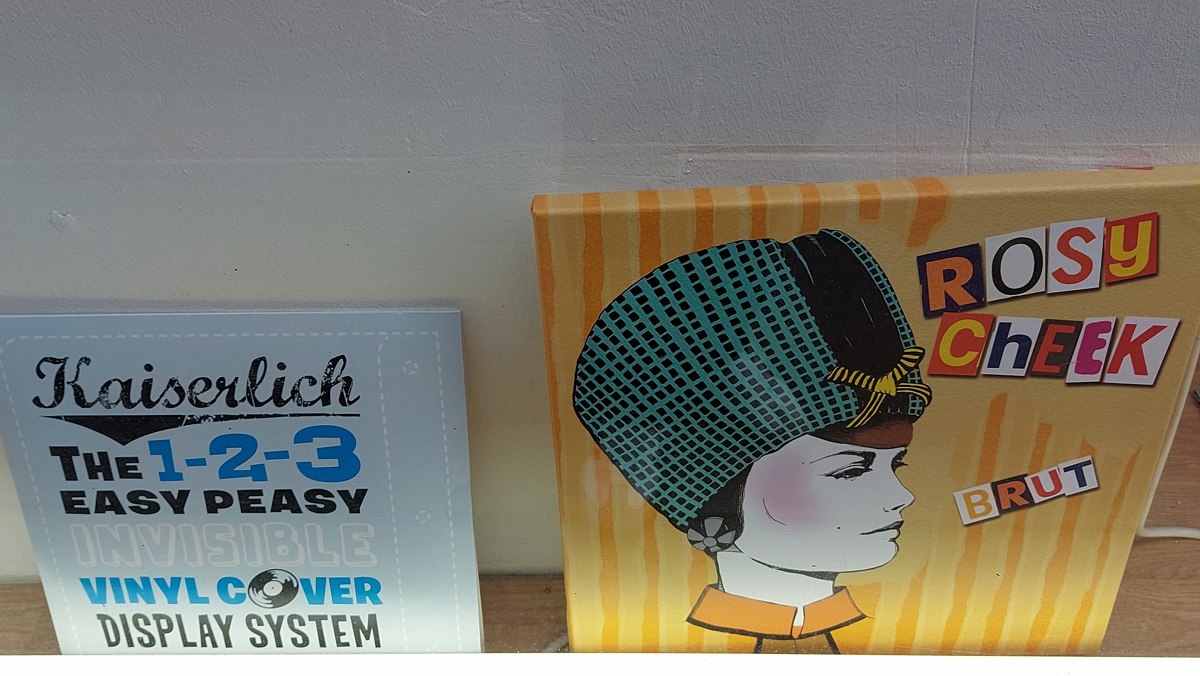 Kaiserlich
THE 1-2-3
EASY PEASY
INVISIBLE
VINYL COVER
DISPLAY SYSTEM
ROSY
ChEEK
BRUT